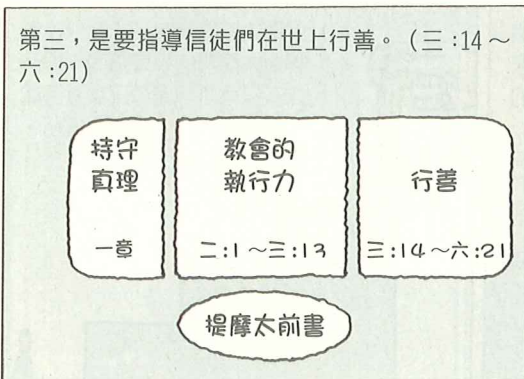 第三，是要指導信徒們在世上行善。（三:14～
六:21）
持守
真理
一章
教會的
執行力
二:1～三:13
行善
三:14～六:21
提摩太前書